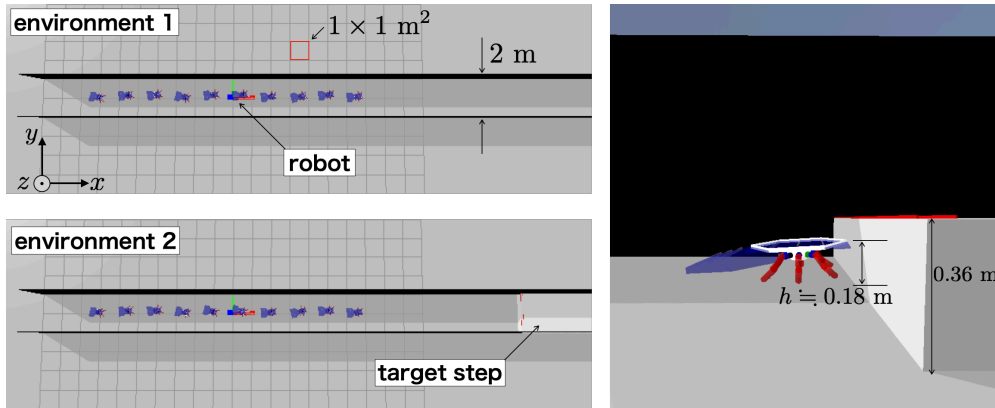 environment 1
1 × 1 m²
2 m
robot
y
z
x
environment 2
target step
0.36 m
h ≒ 0.18 m